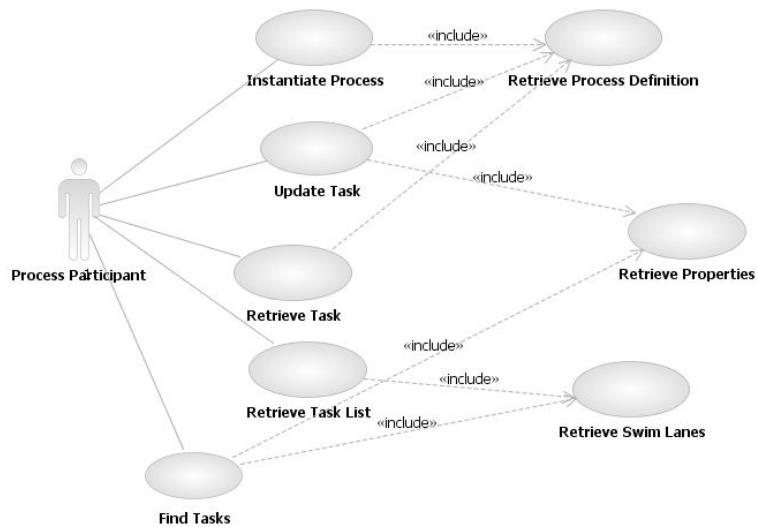 «include»
Instantiate Process
Retrieve Process Definition
«include»
«include»
«include»
Update Task
Process Participant
Retrieve Properties
Retrieve Task
«include»
«include»
Retrieve Task List
«include»
Retrieve Swim Lanes
Find Tasks